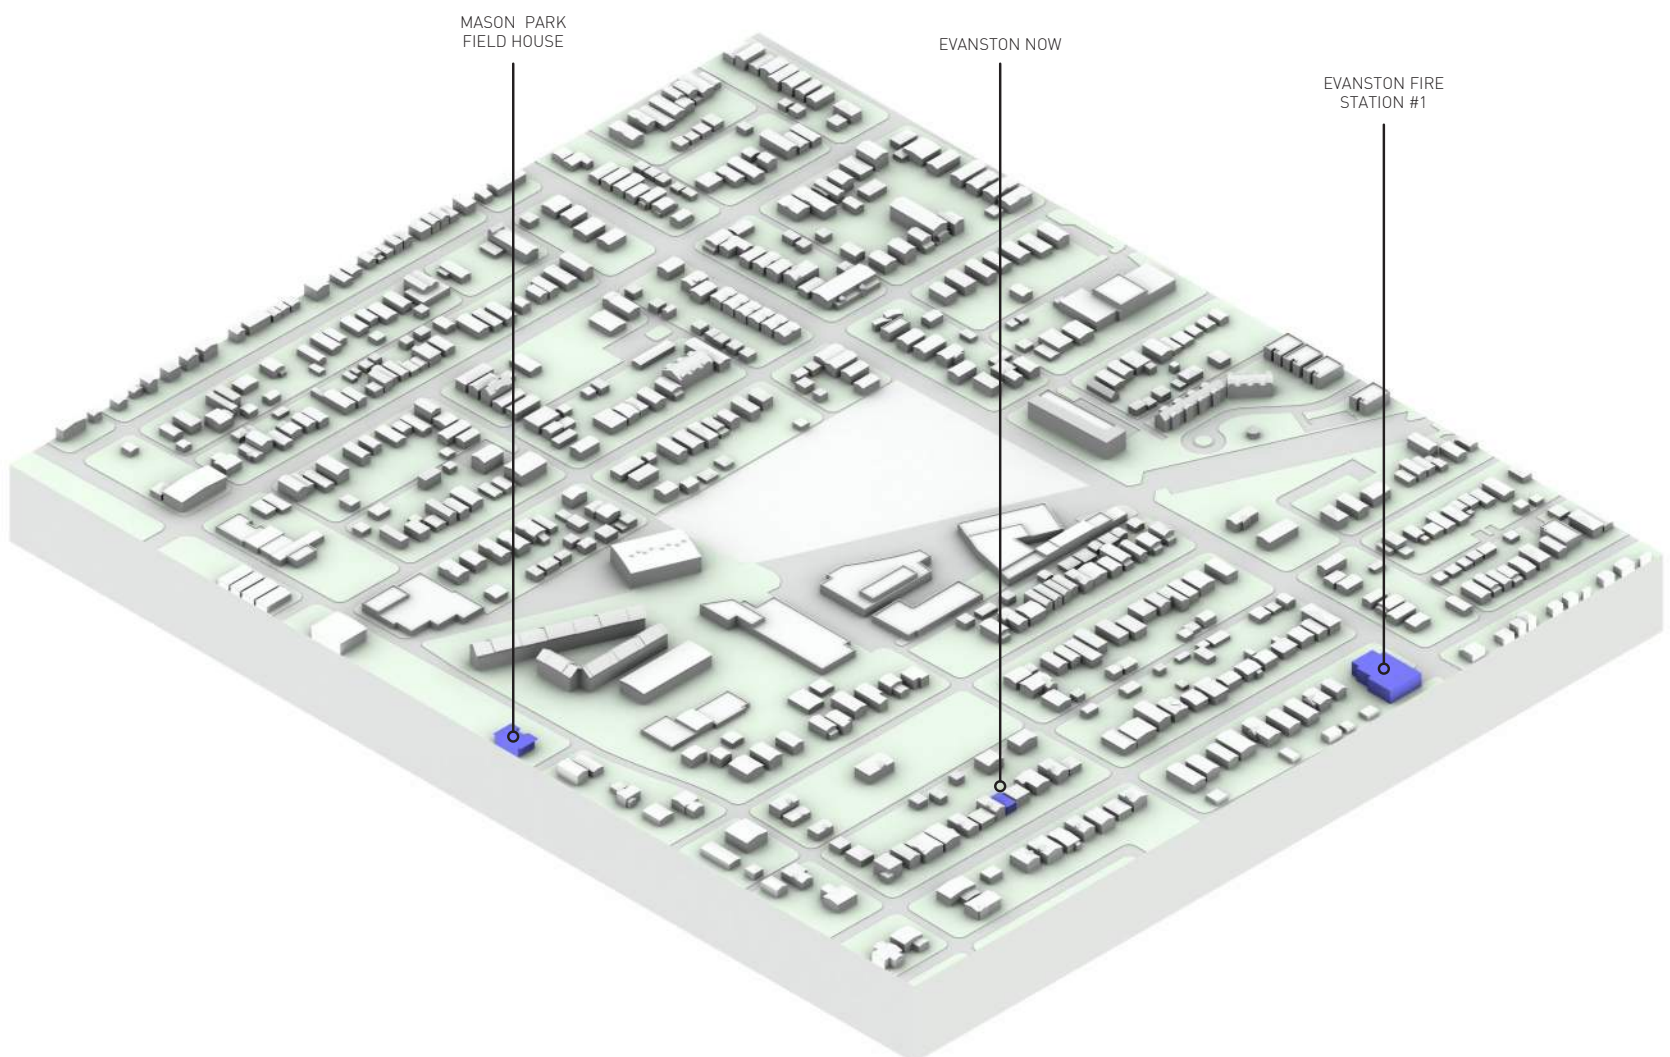 MASON PARK
FIELD HOUSE
EVANSTON NOW
EVANSTON FIRE
STATION #1